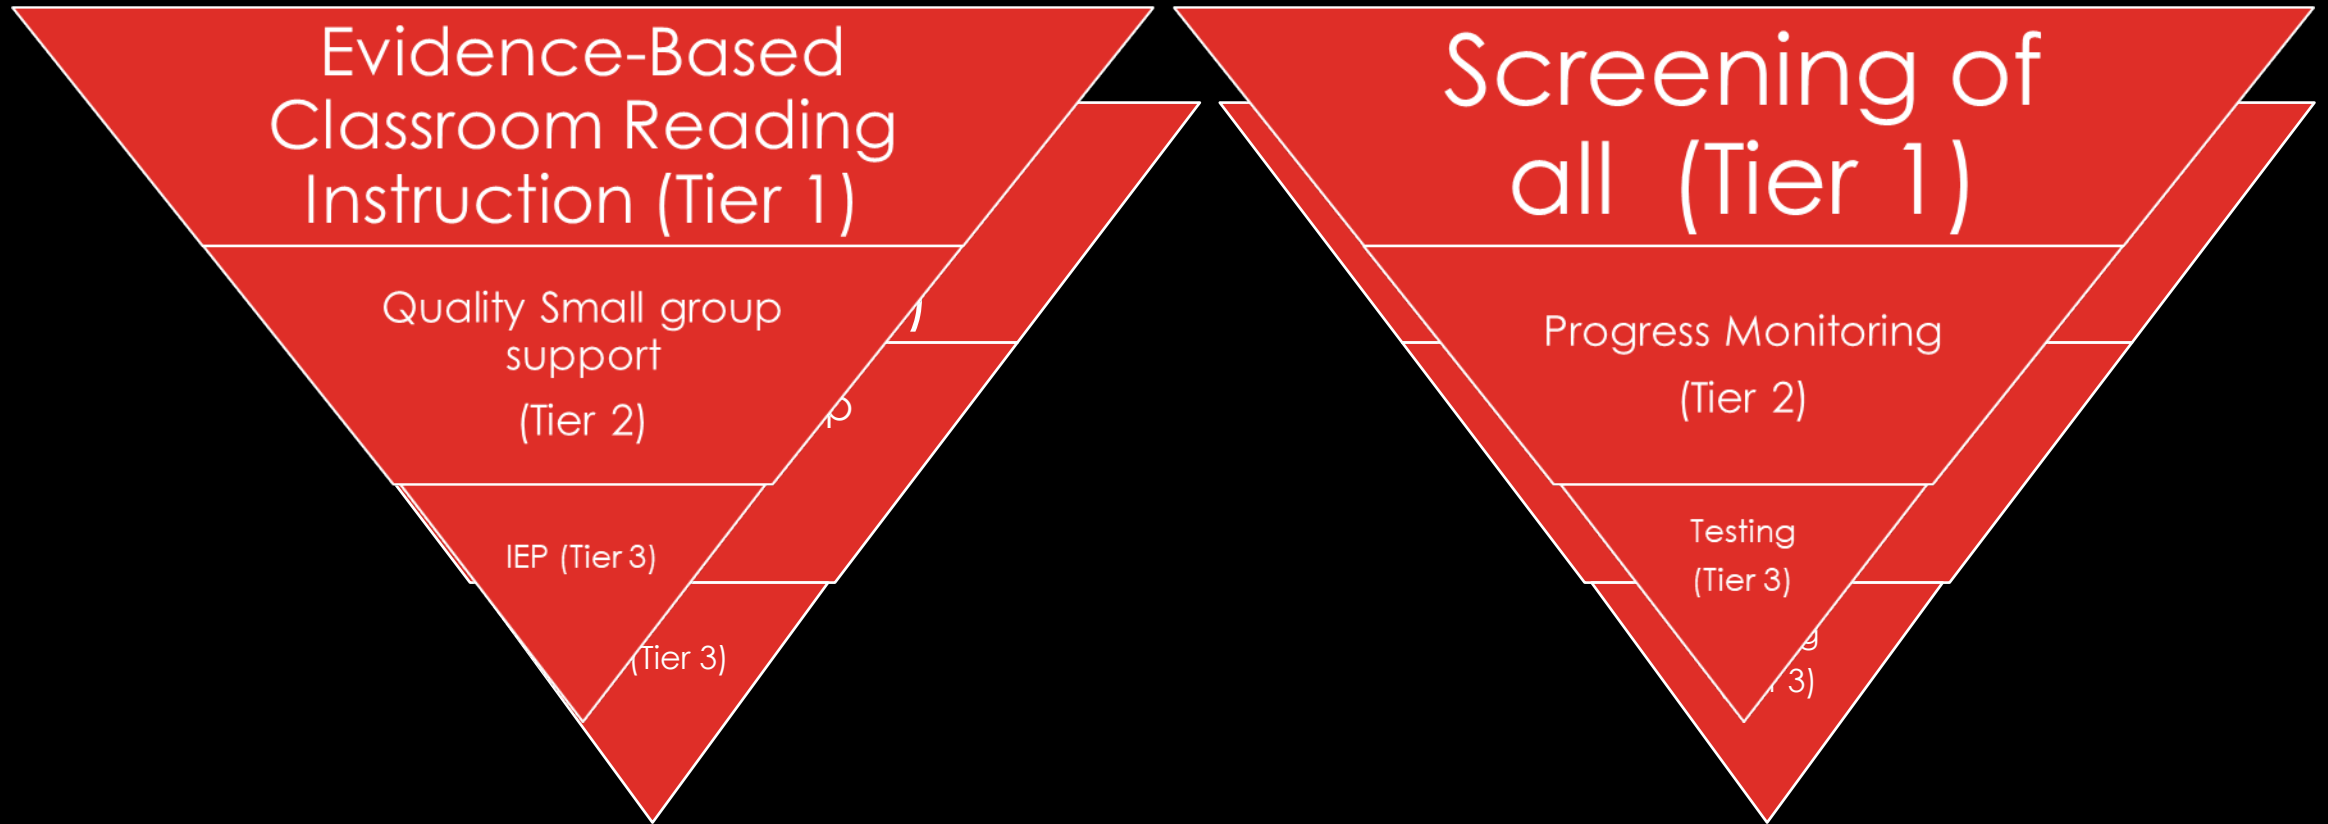 Evidence-Based
Classroom Reading
Instruction (Tier 1)
Quality Small group
support
(Tier 2)
IEP (Tier 3)
(Tier 3)
Screening of
all (Tier 1)
Progress Monitoring
(Tier 2)
Testing
(Tier 3)
3)